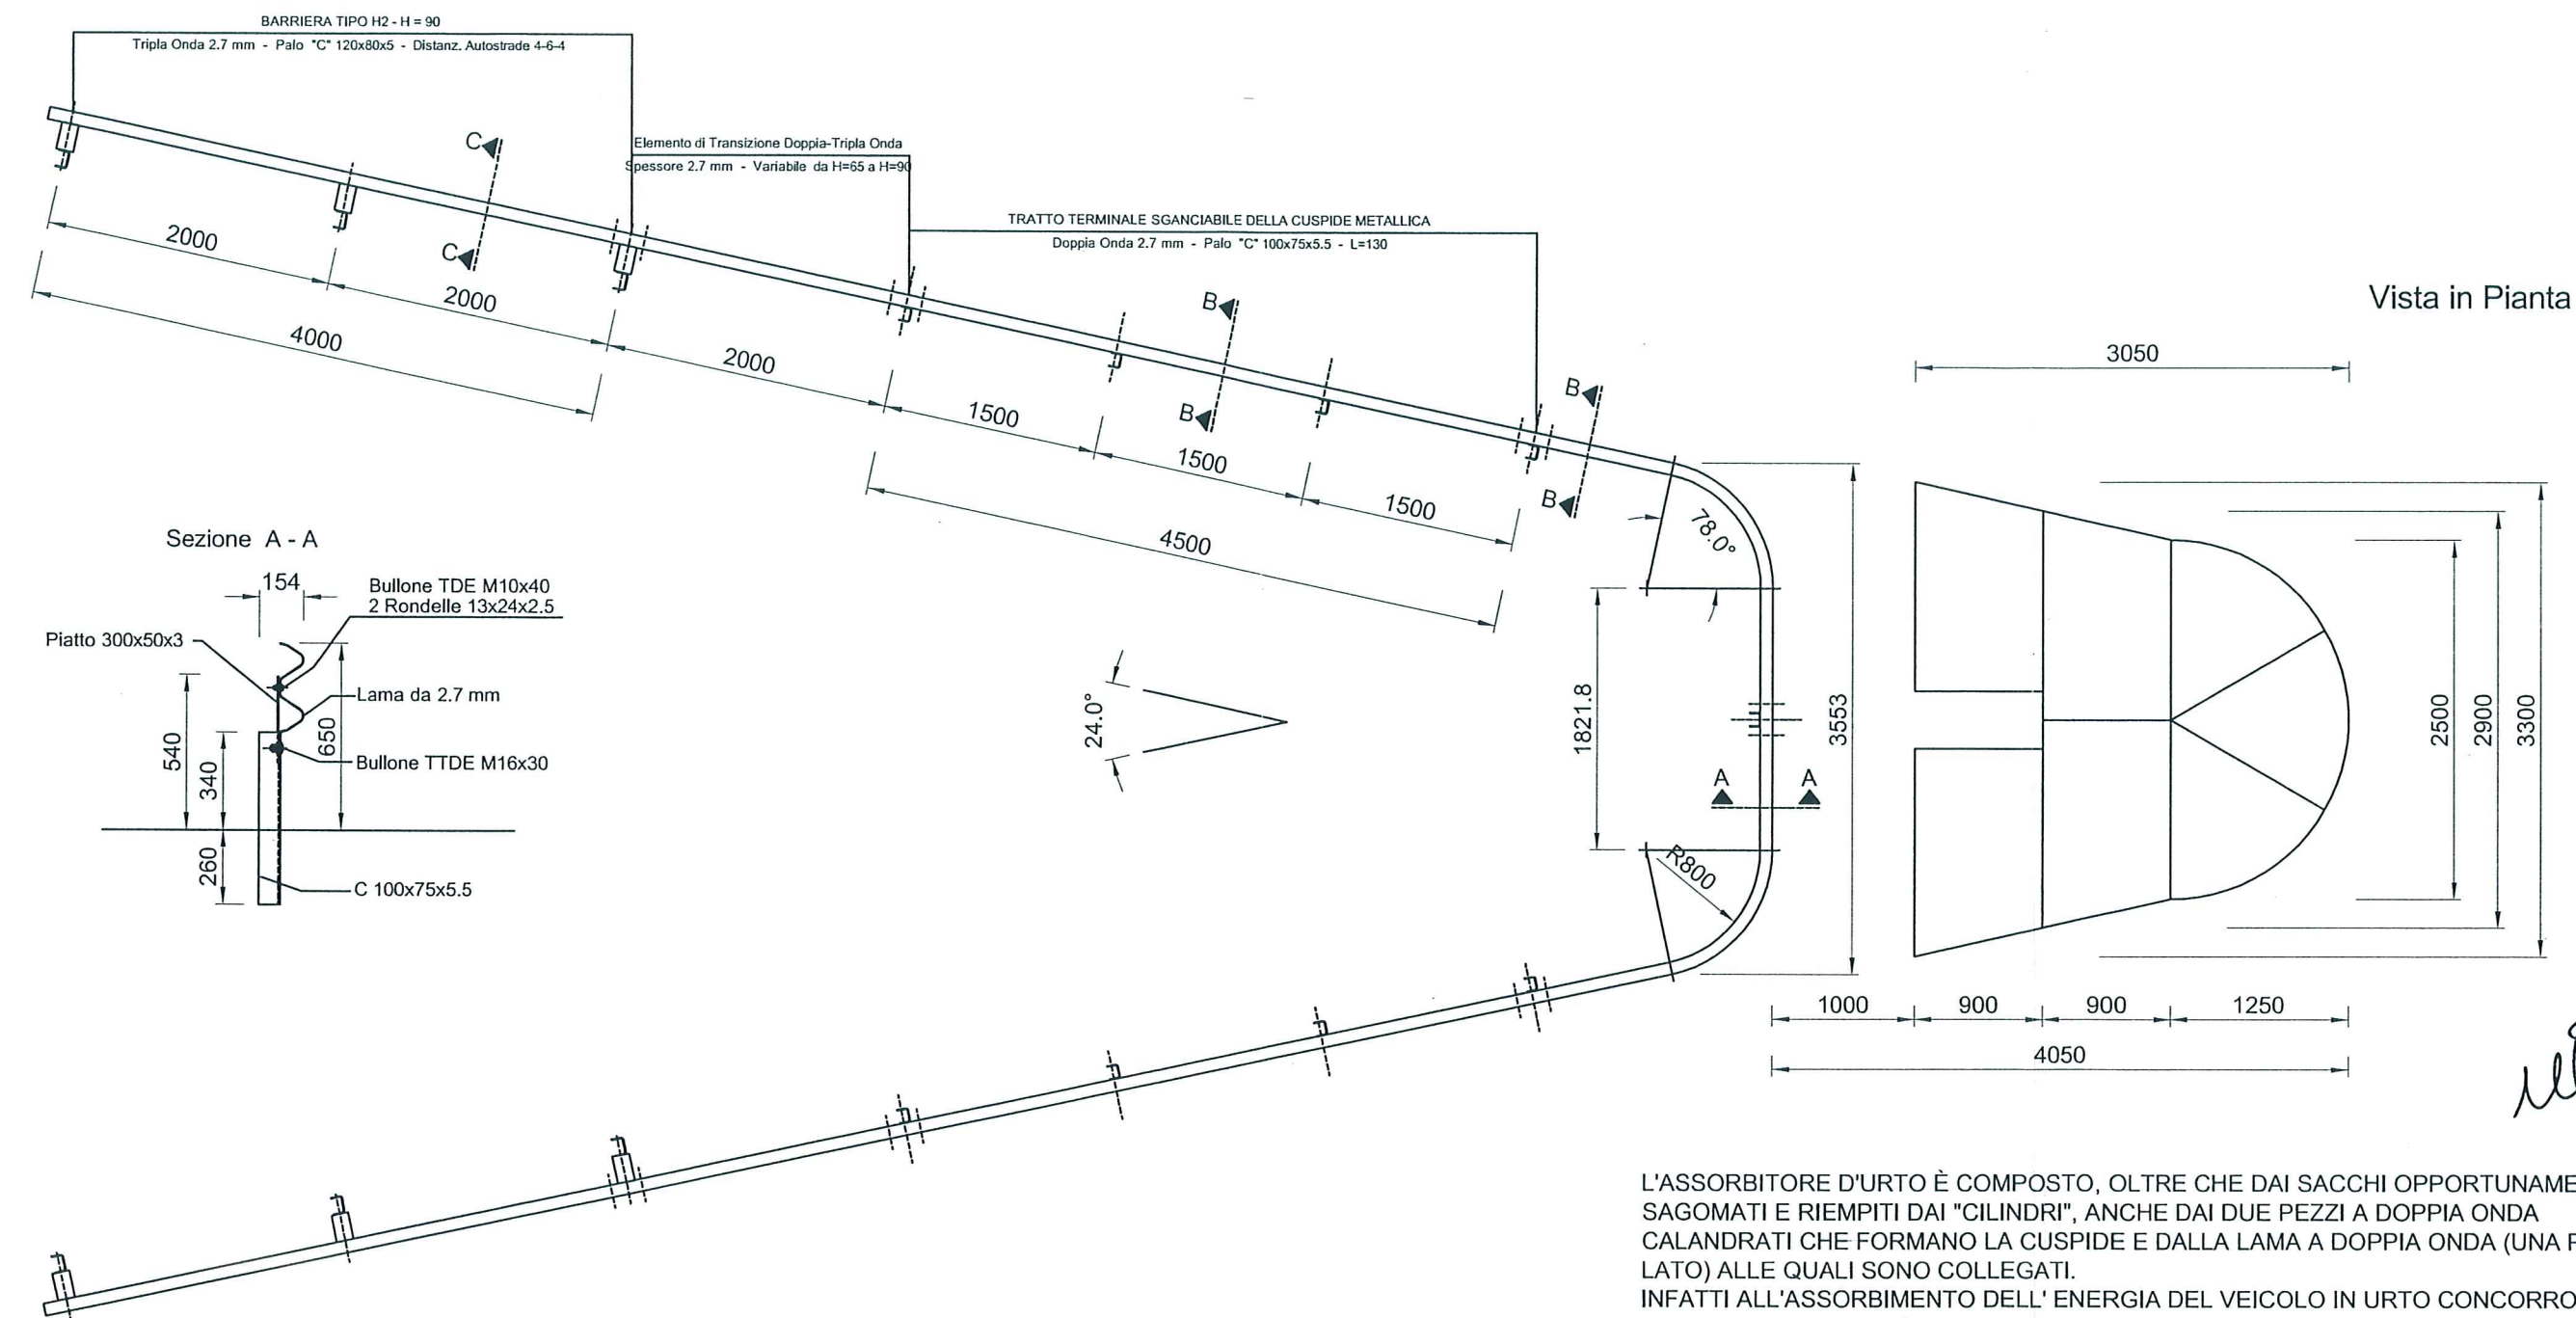 BARRIERA TIPO H2 - H = 90
Tripla Onda 2.7 mm - Palo "C" 120x80x5 - Distanz. Autostrade 4-6-4
Elemento di Transizione Doppia-Tripla Onda
Spessore 2.7 mm - Variabile da H=65 a H=90
TRATTO TERMINALE SGANCIABILE DELLA CUSPIDE METALLICA
Doppia Onda 2.7 mm - Palo "C" 100x75x5.5 - L=130
C
C
2000
2000
4000
2000
B
B
1500
1500
1500
4500
B
B
78.0°
Vista in Pianta
3050
Sezione A - A
154
Bullone TDE M10x40
2 Rondelle 13x24x2.5
Piatto 300x50x3
Lama da 2.7 mm
650
540
340
Bullone TTDE M16x30
260
C 100x75x5.5
24.0°
1821.8
3553
A
A
R800
2500
2900
3300
1000
900
900
1250
4050
L'ASSORBITORE D'URTO È COMPOSTO, OLTRE CHE DAI SACCHI OPPORTUNAME
SAGOMATI E RIEMPITI DAI "CILINDRI", ANCHE DAI DUE PEZZI A DOPPIA ONDA
CALANDRATI CHE FORMANO LA CUSPIDE E DALLA LAMA A DOPPIA ONDA (UNA P
LATO) ALLE QUALI SONO COLLEGATI.
INFATTI ALL'ASSORBIMENTO DELL' ENERGIA DEL VEICOLO IN URTO CONCORRO